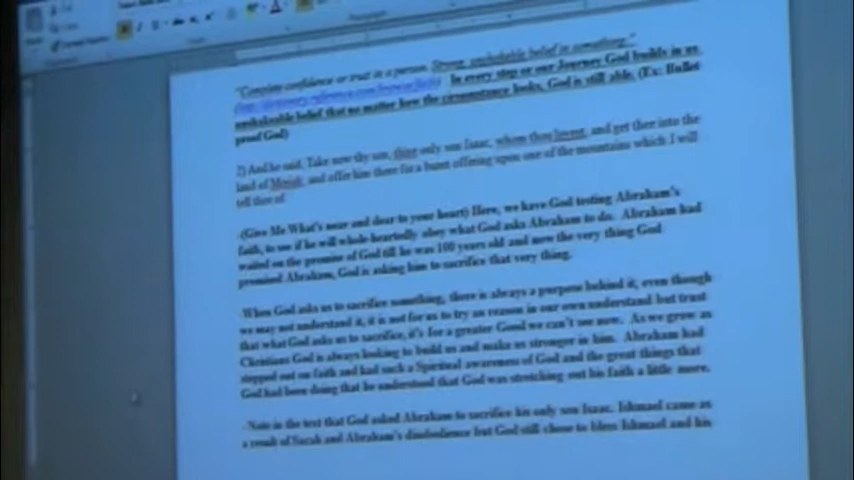 "Complete confidence or trust in a person. Strong, unshakable belief in something."
In every step or our Journey God builds in us
unshakeable belief that no matter how the circumstance looks, God is still able. (Ex: Bullet
proof God)
2) And he said, Take now thy son, thine only son Isaac, whom thou lovest, and get thee into the
land of Moriah; and offer him there for a burnt offering upon one of the mountains which I will
tell thee of.
(Give Me What's near and dear to your heart) Here, we have God testing Abraham's
faith, to see if he will whole-heartedly obey what God asks Abraham to do. Abraham had
waited on the promise of God till he was 100 years old and now the very thing God
promised Abraham, God is asking him to sacrifice that very thing.
When God asks us to sacrifice something, there is always a purpose behind it, even though
we may not understand it, it is not for us to try an reason in our own understand but trust
that what God asks us to sacrifice, it's for a greater Good we can't see now. As we grow as
Christians God is always looking to build us and make us stronger in him. Abraham had
stepped out on faith and had such a Spiritual awareness of God and the great things that
God had been doing that he understood that God was stretching out his faith a little more.
Note in the text that God asked Abraham to sacrifice his only son Isaac. Ishmael came as
a result of Sarah and Abraham's disobedience but God still chose to bless Ishmael and his